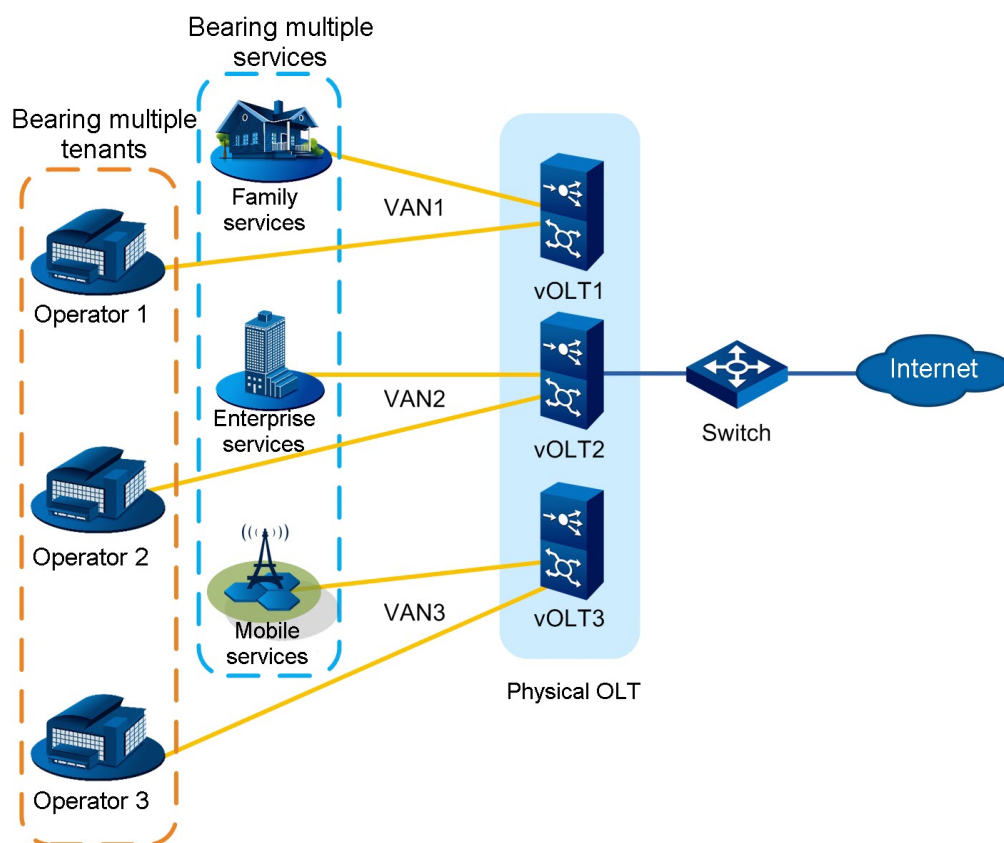 Bearing multiple
services
Bearing multiple
tenants
Family
services
VAN1
Operator 1
vOLT1
Enterprise
services
VAN2
vOLT2
Switch
Internet
Operator 2
Mobile
services
VAN3
vOLT3
Physical OLT
Operator 3